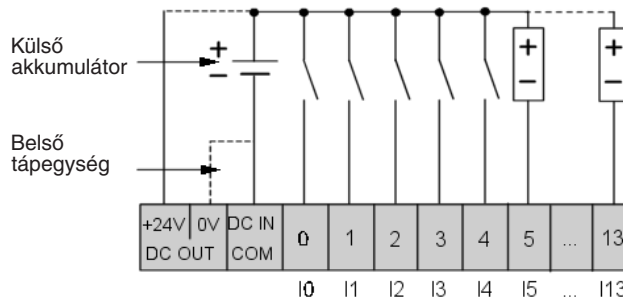 Külső
akkumulátor
+
−
+
−
+
−
Belső
tápegység
+24V 0V DC IN 0 1 2 3 4 5 ... 13
DC OUT COM
I0 I1 I2 I3 I4 I5 ... I13